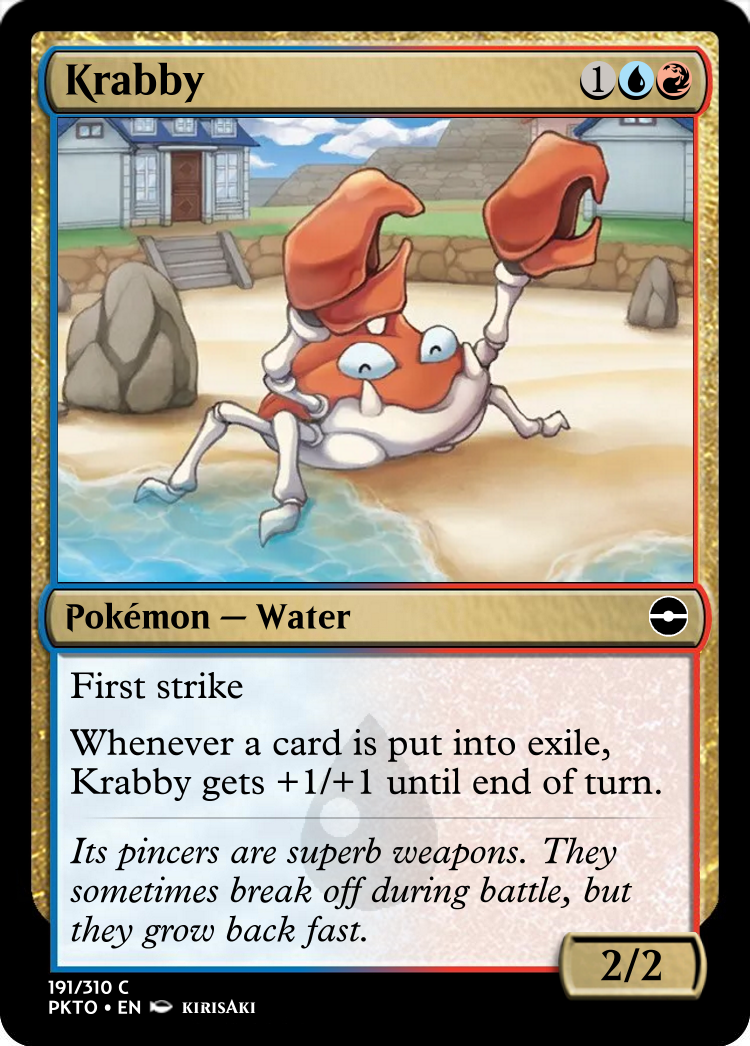 Krabby 1
Pokémon — Water
First strike
Whenever a card is put into exile,
Krabby gets +1/+1 until end of turn.
Its pincers are superb weapons. They
sometimes break off during battle, but
they grow back fast.
2/2
191/310 C
PKTO • EN KIRISAKI